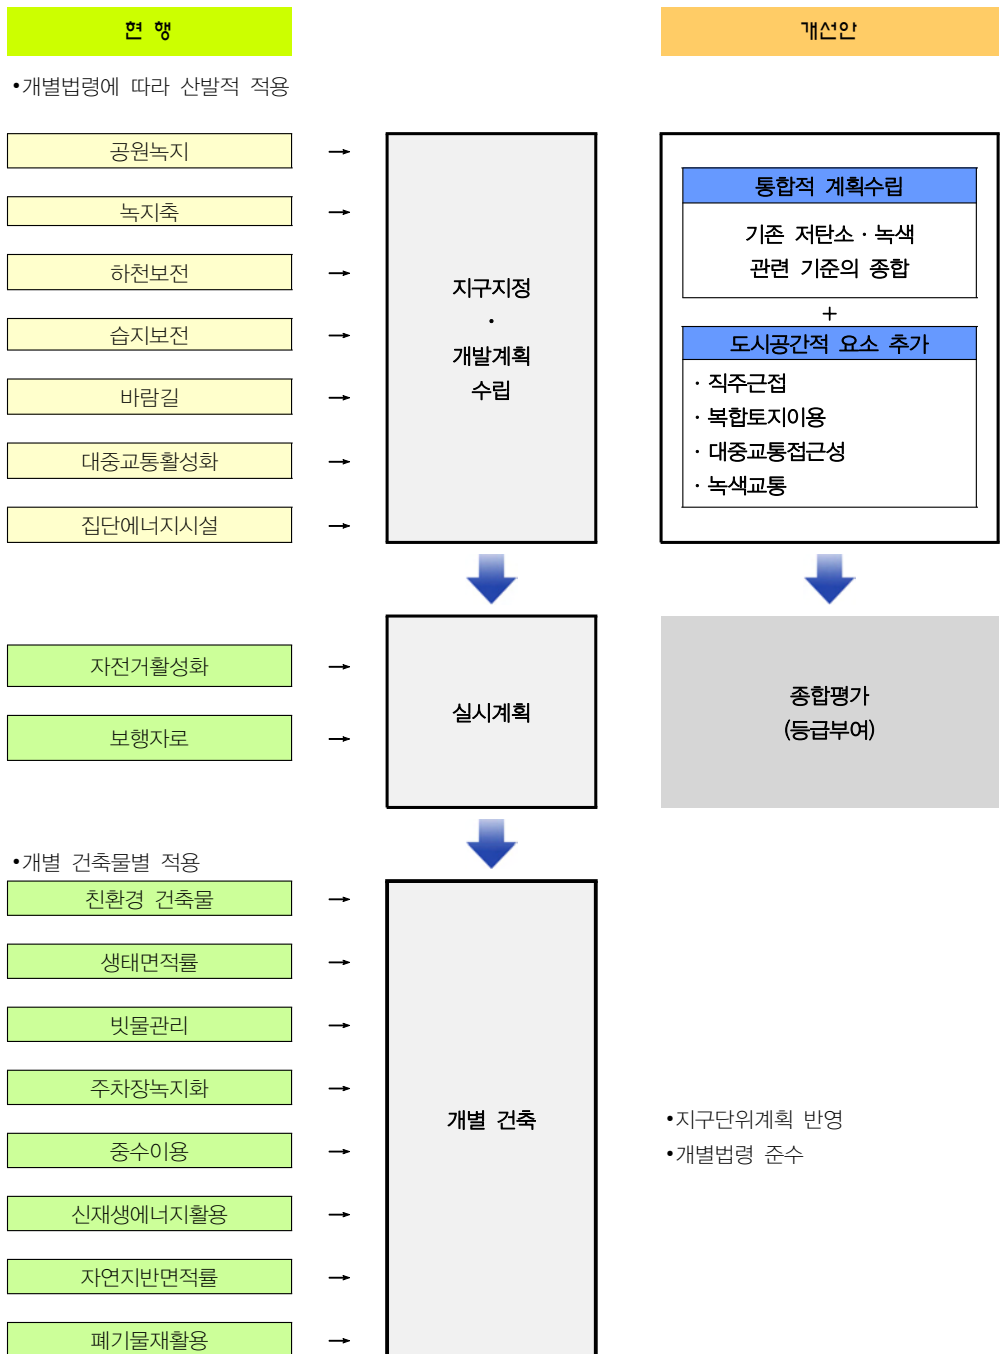 현 행
개선안
•개별법령에 따라 산발적 적용
공원녹지 →
녹지축 →
하천보전 →
습지보전 →
바람길 →
대중교통활성화 →
집단에너지시설 →
지구지정
·
개발계획
수립
통합적 계획수립
기존 저탄소 · 녹색
관련 기준의 종합
+
도시공간적 요소 추가
· 직주근접
· 복합토지이용
· 대중교통접근성
· 녹색교통
자전거활성화 →
보행자로 →
실시계획
종합평가
(등급부여)
•개별 건축물별 적용
친환경 건축물 →
생태면적률 →
빗물관리 →
주차장녹지화 →
중수이용 →
신재생에너지활용 →
자연지반면적률 →
폐기물재활용 →
개별 건축
•지구단위계획 반영
•개별법령 준수